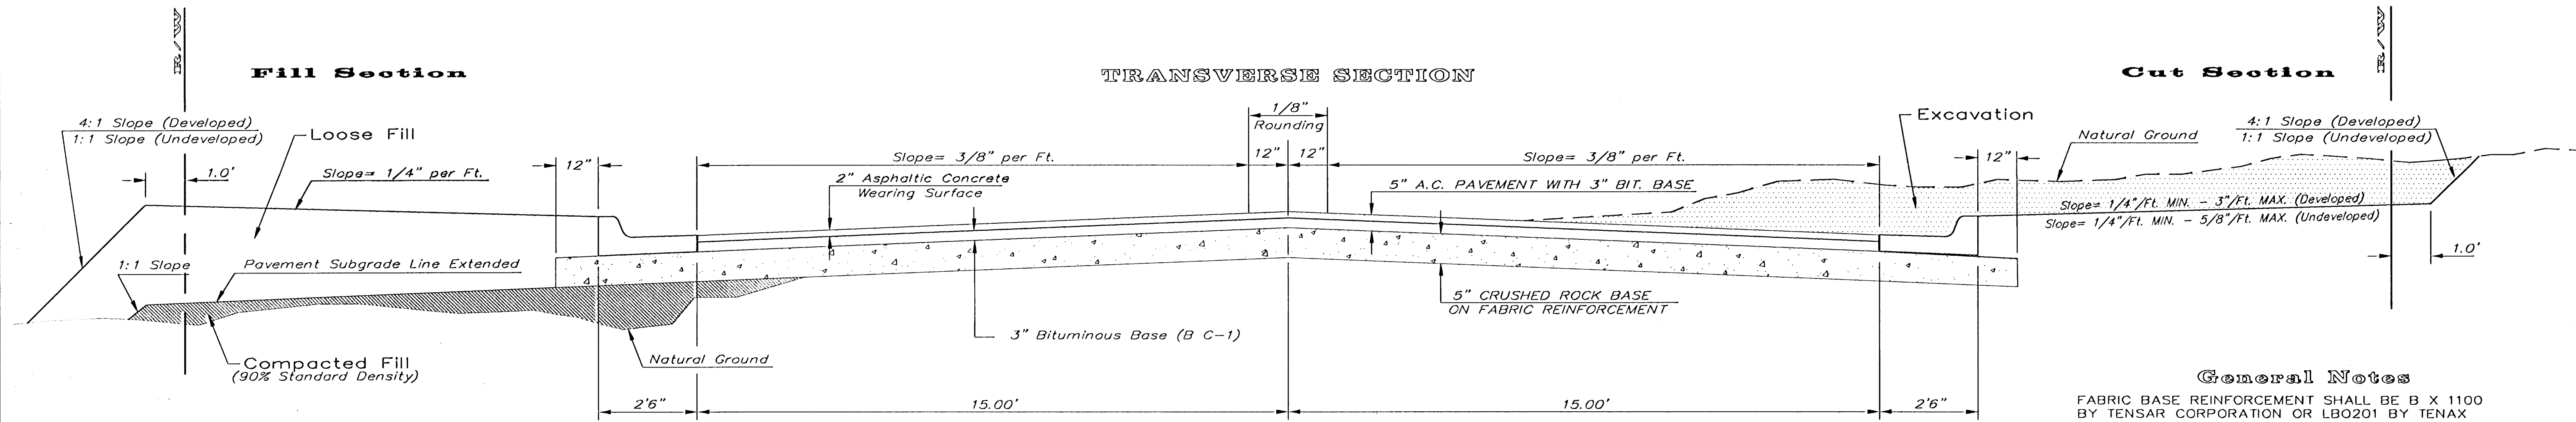 R/W
R/W
Fill Section
TRANSVERSE SECTION
Cut Section
1/8"
Rounding
4:1 Slope (Developed)
1:1 Slope (Undeveloped)
Loose Fill
Excavation
Natural Ground
4:1 Slope (Developed)
1:1 Slope (Undeveloped)
1.0'
Slope= 1/4" per Ft.
12"
Slope= 3/8" per Ft.
12"
12"
Slope= 3/8" per Ft.
12"
2" Asphaltic Concrete
Wearing Surface
5" A.C. PAVEMENT WITH 3" BIT. BASE
Slope= 1/4"/Ft. MIN. - 3"/Ft. MAX. (Developed)
Slope= 1/4"/Ft. MIN. - 5/8"/Ft. MAX. (Undeveloped)
1.0'
1:1 Slope
Pavement Subgrade Line Extended
5" CRUSHED ROCK BASE
ON FABRIC REINFORCEMENT
3" Bituminous Base (B C-1)
Compacted Fill
(90% Standard Density)
Natural Ground
2'6"
15.00'
15.00'
2'6"
General Notes
FABRIC BASE REINFORCEMENT SHALL BE B X 1100
BY TENSAR CORPORATION OR LBO201 BY TENAX